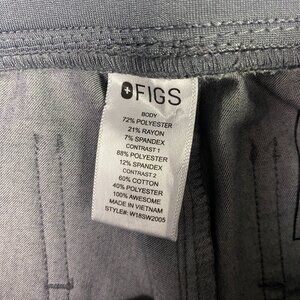 FIGS
BODY
72% POLYESTER
21% RAYON
7% SPANDEX
CONTRAST 1
88% POLYESTER
12% SPANDEX
CONTRAST 2
60% COTTON
40% POLYESTER
100% AWESOME
MADE IN VIETNAM
STYLE#: W18SW2005